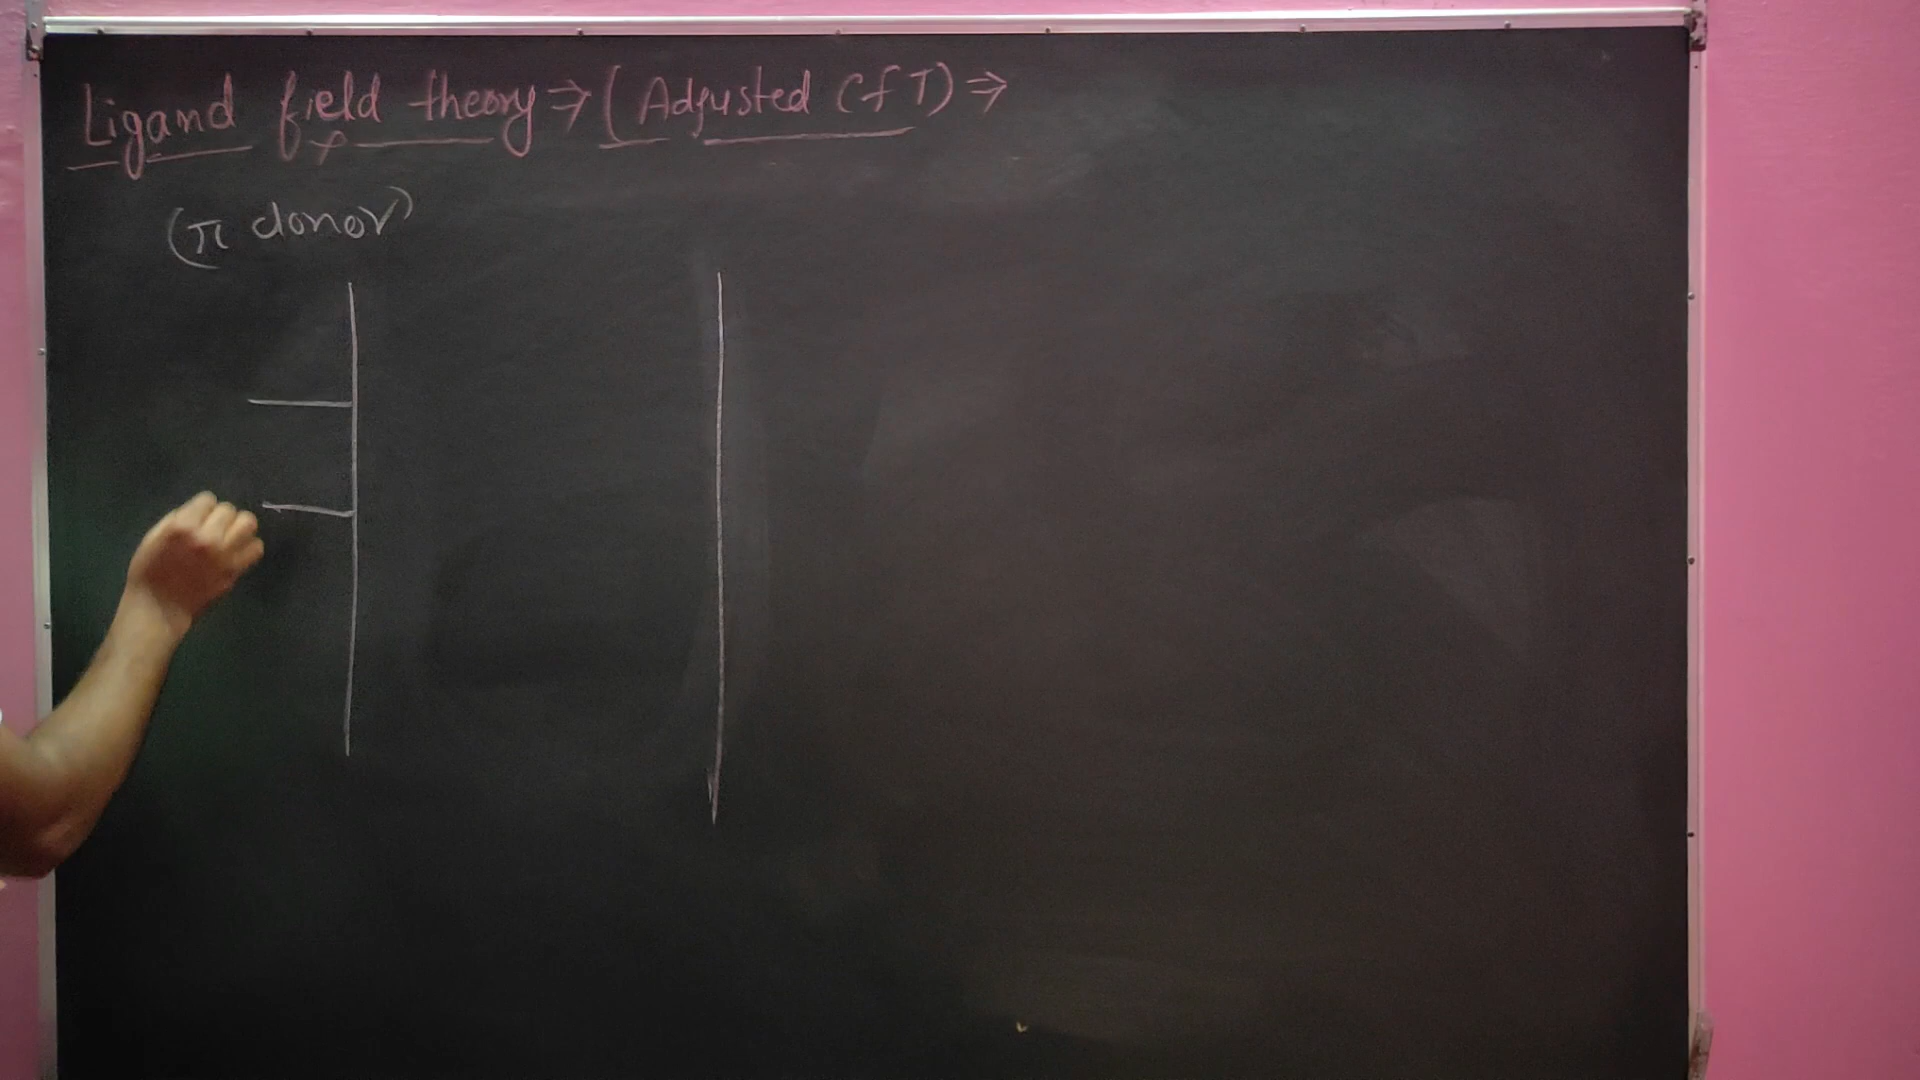 Ligand field theory ⇒ (Adjusted CfT) ⇒
(π donor)